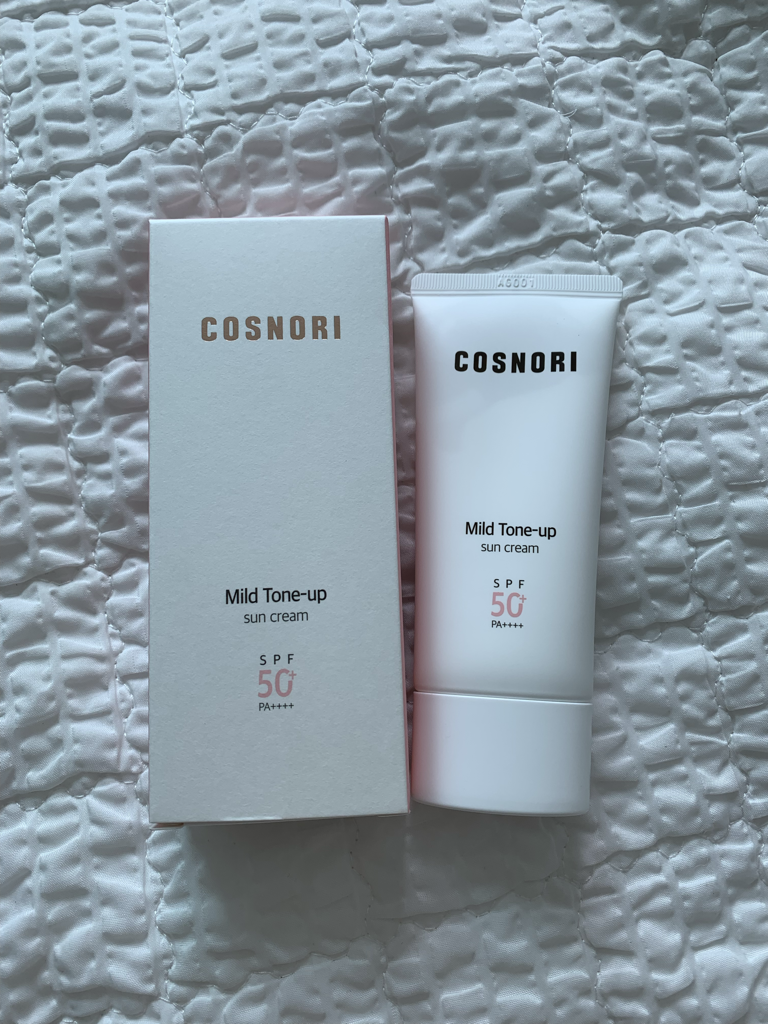 COSNORI
Mild Tone-up
sun cream
SPF
50+
PA++++
COSNORI
Mild Tone-up
sun cream
SPF
50+
PA++++